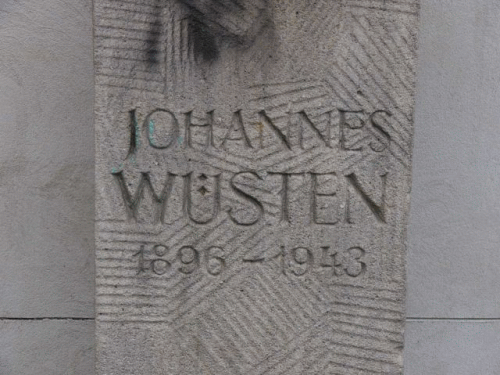 JOHANNES
WÜSTEN
1896 - 1943